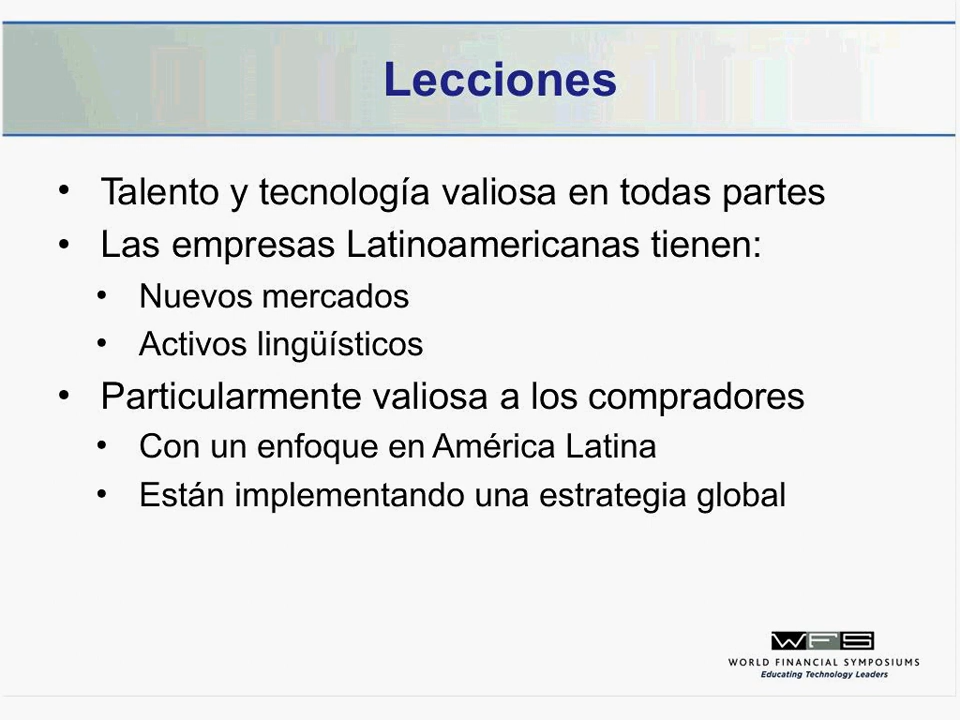 Lecciones
• Talento y tecnología valiosa en todas partes
• Las empresas Latinoamericanas tienen:
• Nuevos mercados
• Activos lingüísticos
• Particularmente valiosa a los compradores
• Con un enfoque en América Latina
• Están implementando una estrategia global
WFS
WORLD FINANCIAL SYMPOSIUMS
Educating Technology Leaders